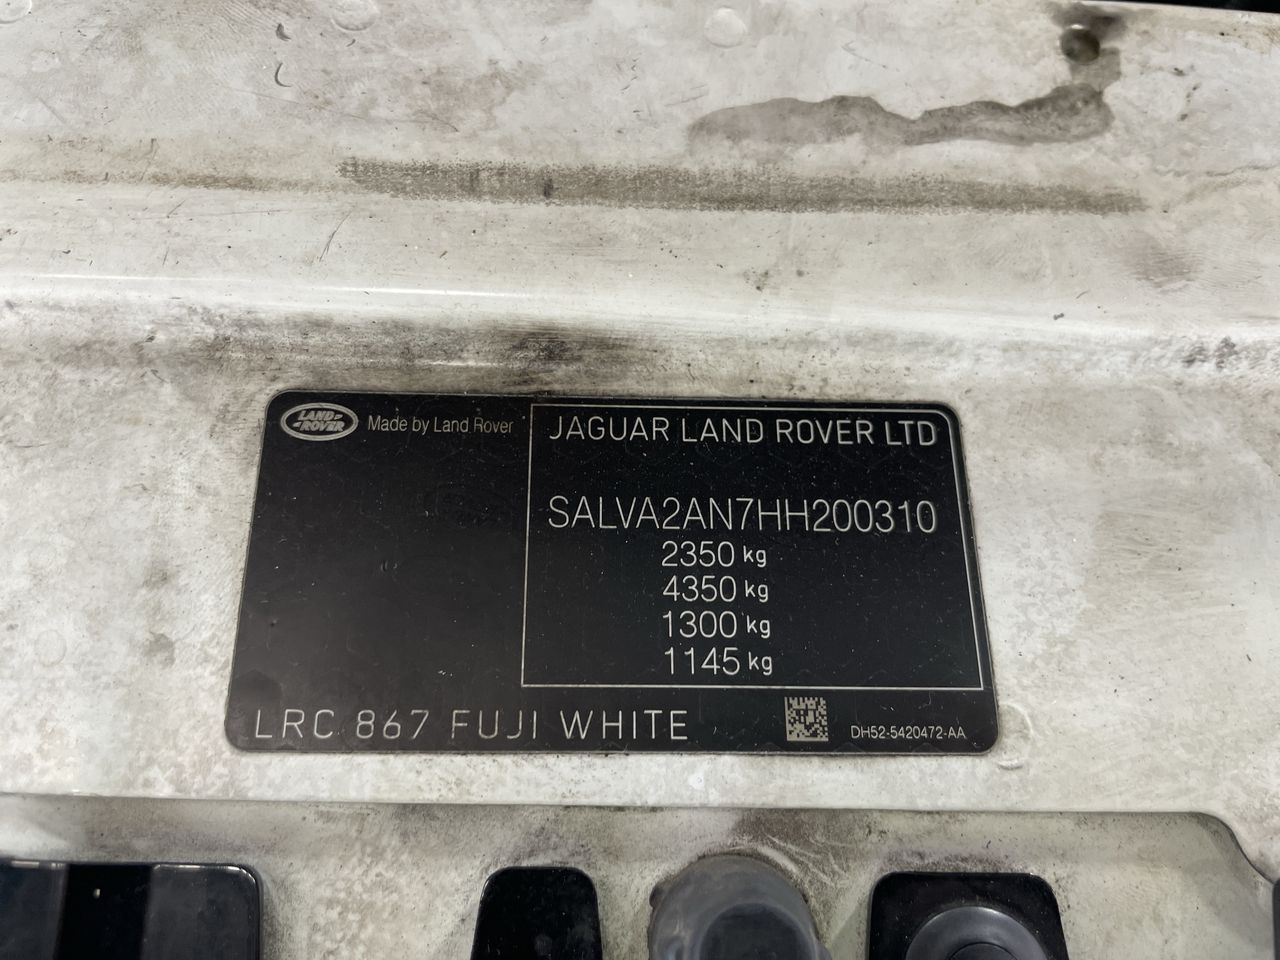 LAND-
-ROVER
Made by Land Rover
JAGUAR LAND ROVER LTD
SALVA2AN7HH200310
2350 kg
4350 kg
1300 kg
1145 kg
LRC 867 FUJI WHITE
DH52-5420472-AA